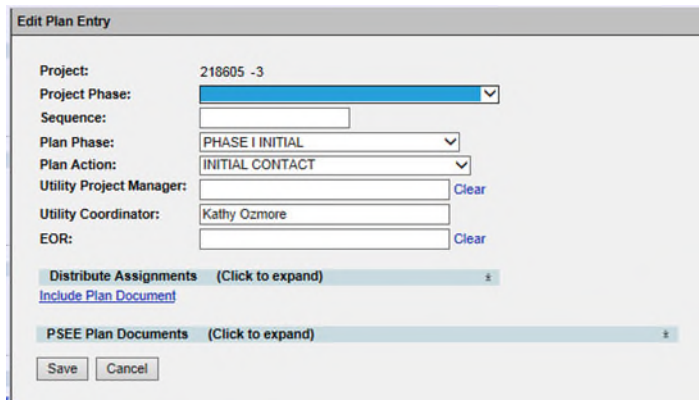 Edit Plan Entry
Project: 218605 -3
Project Phase:
Sequence:
Plan Phase: PHASE I INITIAL
Plan Action: INITIAL CONTACT
Utility Project Manager: Clear
Utility Coordinator: Kathy Ozmore
EOR: Clear
Distribute Assignments (Click to expand)
Include Plan Document
PSEE Plan Documents (Click to expand)
Save Cancel